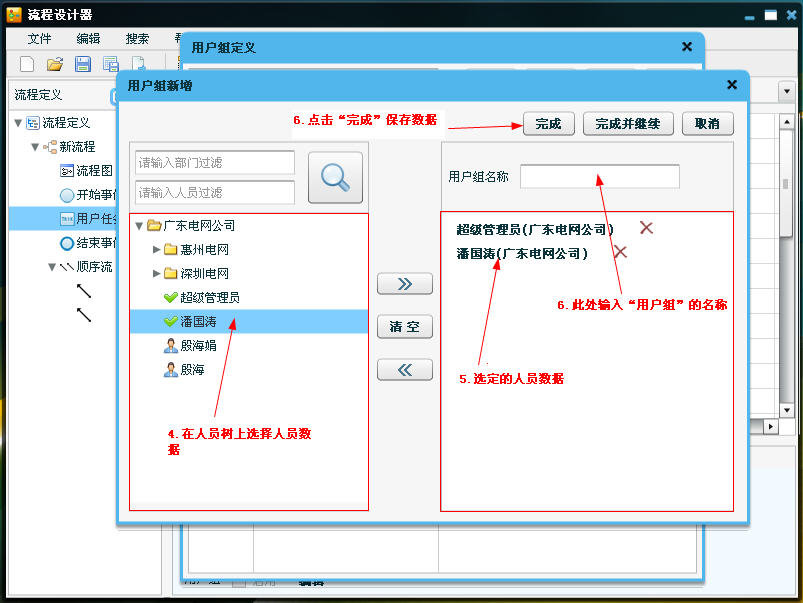 流程设计器
文件 编辑 搜索
用户组定义
流程定义
用户组新增
流程定义
新流程
流程图
开始事
用户任
结束事
顺序流
6.点击“完成”保存数据
完成 完成并继续 取消
请输入部门过滤
请输入人员过滤
用户组名称
广东电网公司
惠州电网
深圳电网
超级管理员
潘国涛
殷海娟
殷海
清空
超级管理员(广东电网公司)
潘国涛(广东电网公司)
6.此处输入“用户组”的名称
5.选定的人员数据
4.在人员树上选择人员数
据